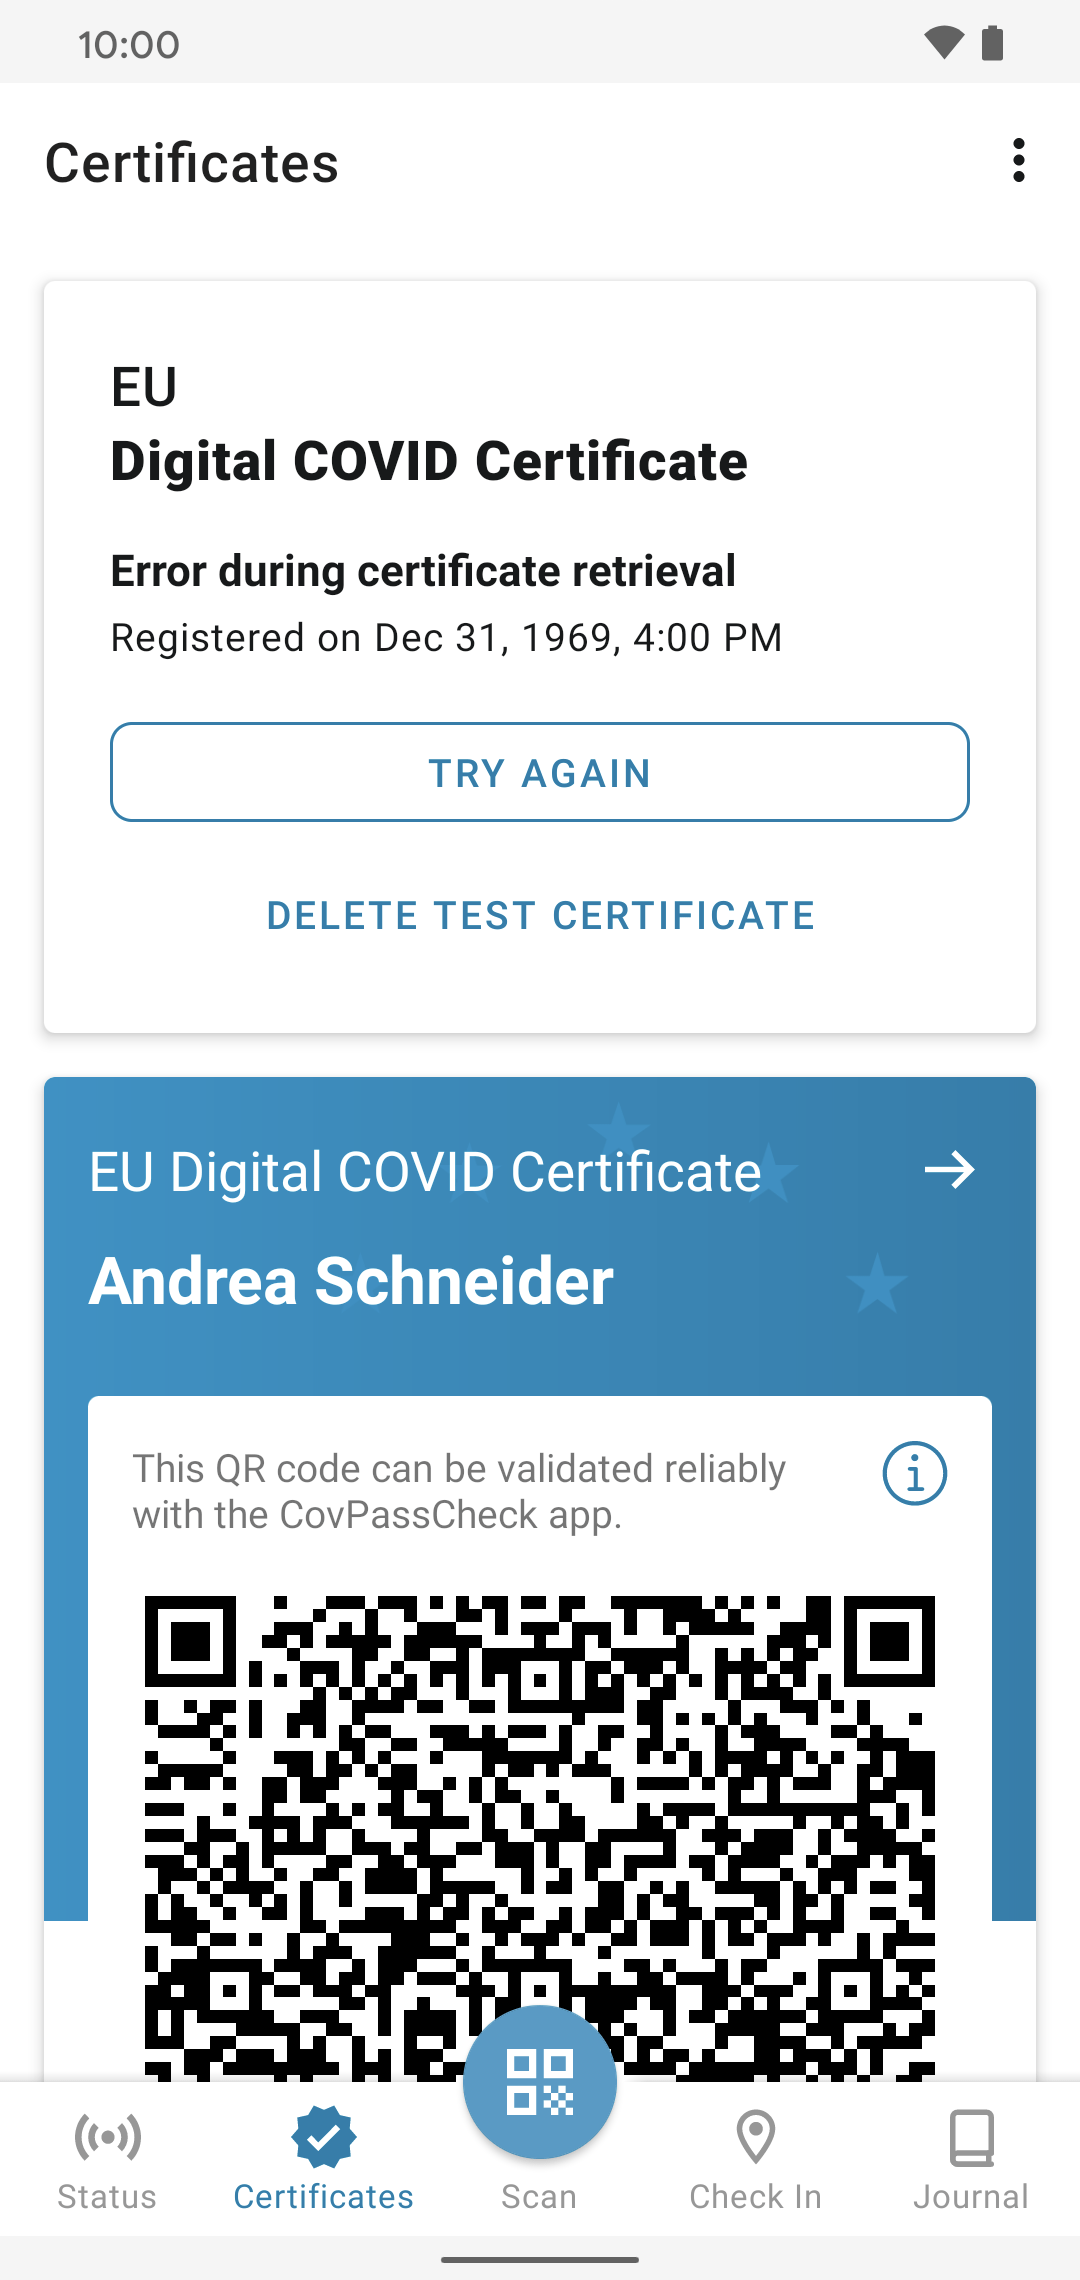 10:00
Certificates
EU
Digital COVID Certificate
Error during certificate retrieval
Registered on Dec 31, 1969, 4:00 PM
TRY AGAIN
DELETE TEST CERTIFICATE
EU Digital COVID Certificate
Andrea Schneider
This QR code can be validated reliably
with the CovPassCheck app.
Status
Certificates
Scan
Check In
Journal